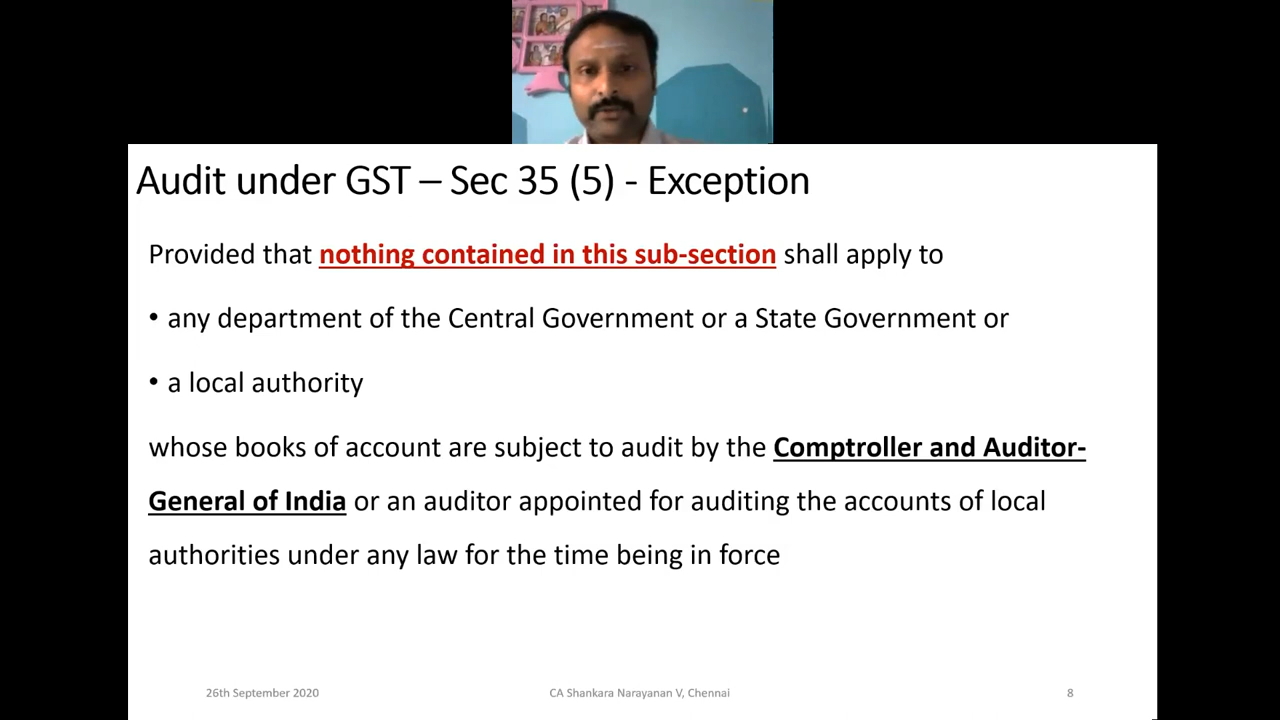 Audit under GST – Sec 35 (5) - Exception
Provided that nothing contained in this sub-section shall apply to
• any department of the Central Government or a State Government or
• a local authority
whose books of account are subject to audit by the Comptroller and Auditor-
General of India or an auditor appointed for auditing the accounts of local
authorities under any law for the time being in force
26th September 2020
CA Shankara Narayanan V, Chennai
8